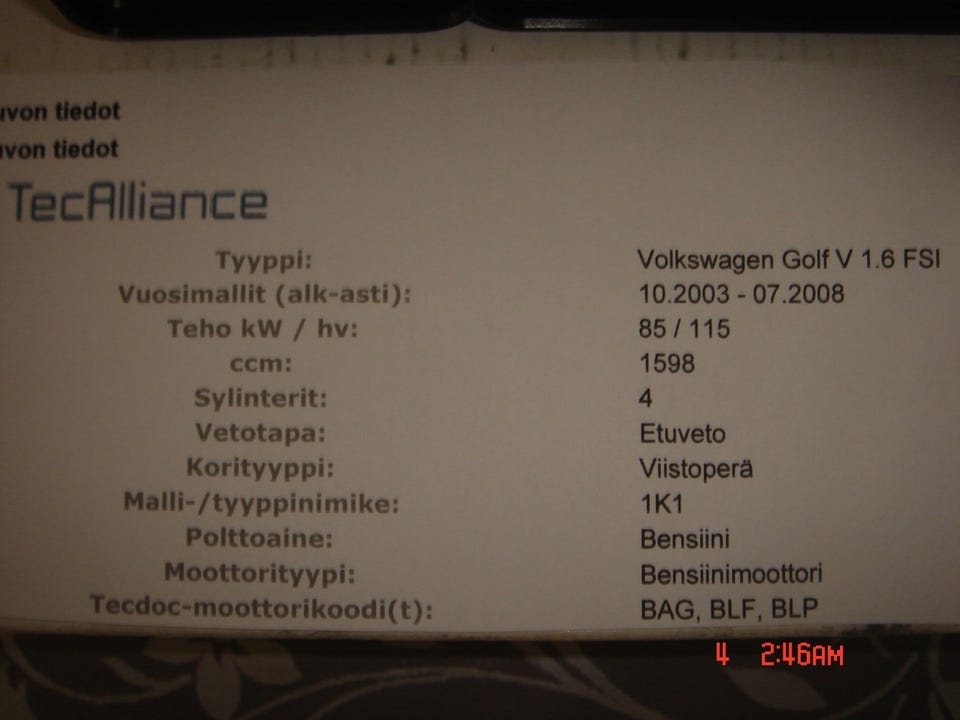 uvon tiedot
uvon tiedot
TecAlliance
Tyyppi: Volkswagen Golf V 1.6 FSI
Vuosimallit (alk-asti): 10.2003 - 07.2008
Teho kW / hv: 85 / 115
ccm: 1598
Sylinterit: 4
Vetotapa: Etuveto
Korityyppi: Viistoperä
Malli-/tyyppinimike: 1K1
Polttoaine: Bensiini
Moottorityypi: Bensiinimoottori
Tecdoc-moottorikoodi(t): BAG, BLF, BLP
4 2:46AM